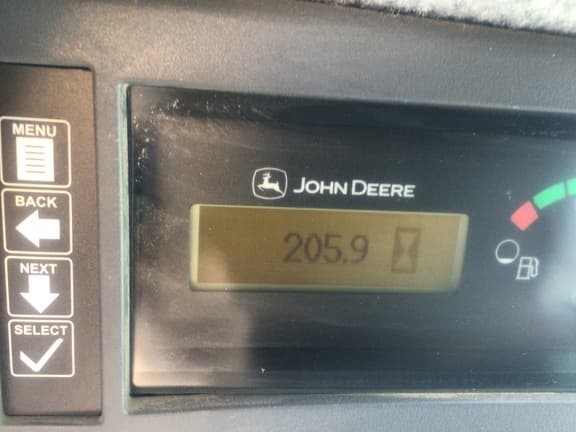 MENU
BACK
NEXT
SELECT
JOHN DEERE
205.9